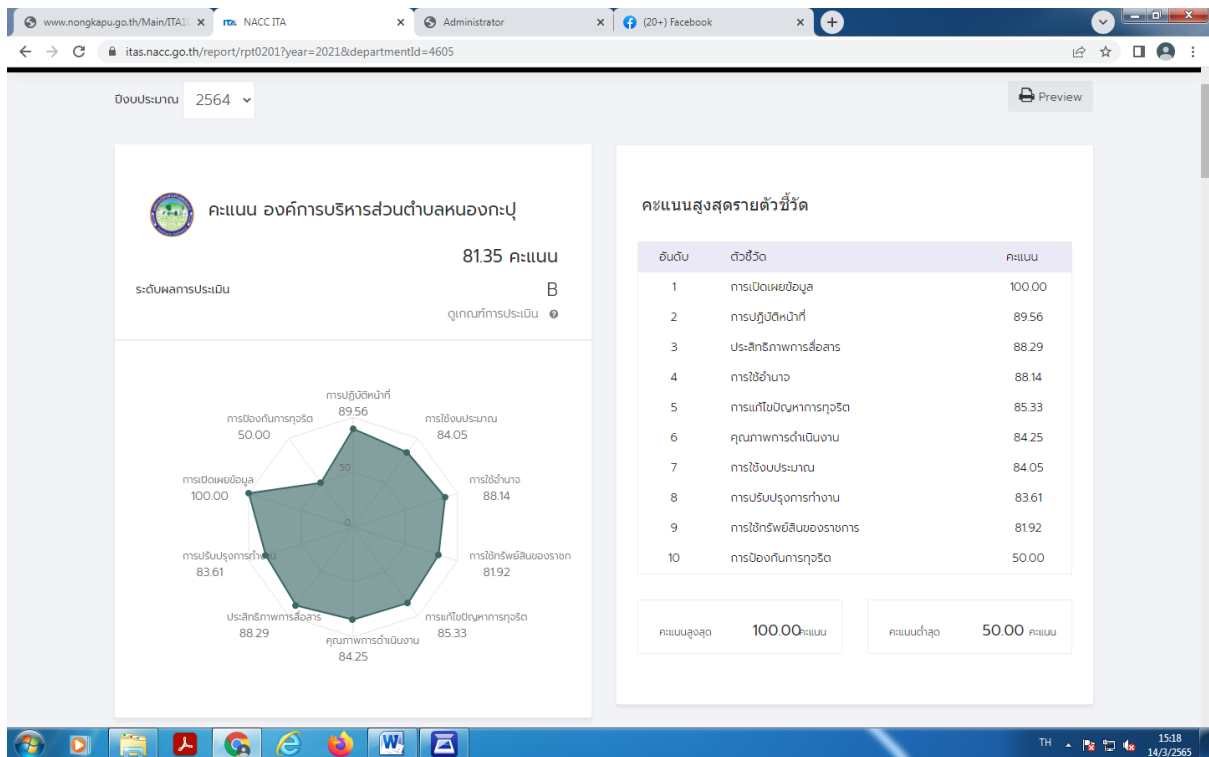 www.nongkapu.go.th/Main/ITA1
ITA NACC ITA
Administrator
(20+) Facebook
itas.nacc.go.th/report/rpt0201?year=2021&departmentId=4605
ปีงบประมาณ 2564
Preview
คะแนน องค์การบริหารส่วนตำบลหนองกะปุ
81.35 คะแนน
ระดับผลการประเมิน B
ดูเกณฑ์การประเมิน
การปฏิบัติหน้าที่
89.56
การป้องกันการทุจริต
50.00
การใช้งบประมาณ
84.05
การเปิดเผยข้อมูล
100.00
50
0
การใช้อำนาจ
88.14
การปรับปรุงการทำงาน
83.61
การใช้ทรัพย์สินของราชก
81.92
ประสิทธิภาพการสื่อสาร
88.29
คุณภาพการดำเนินงาน
84.25
การแก้ไขปัญหาการทุจริต
85.33
คะแนนสูงสุดรายตัวชี้วัด
อันดับ ตัวชี้วัด คะแนน
1 การเปิดเผยข้อมูล 100.00
2 การปฏิบัติหน้าที่ 89.56
3 ประสิทธิภาพการสื่อสาร 88.29
4 การใช้อำนาจ 88.14
5 การแก้ไขปัญหาการทุจริต 85.33
6 คุณภาพการดำเนินงาน 84.25
7 การใช้งบประมาณ 84.05
8 การปรับปรุงการทำงาน 83.61
9 การใช้ทรัพย์สินของราชการ 81.92
10 การป้องกันการทุจริต 50.00
คะแนนสูงสุด 100.00 คะแนน
คะแนนต่ำสุด 50.00 คะแนน
TH
15:18
14/3/2565